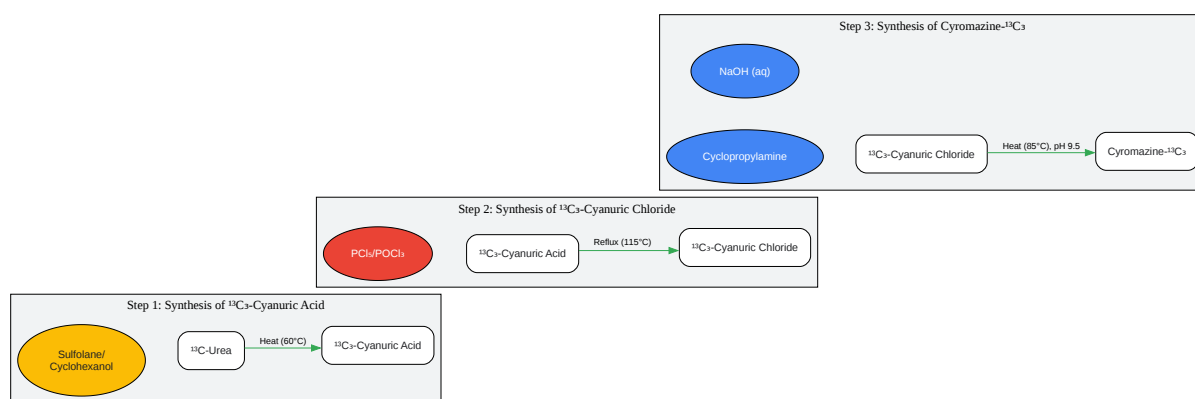 Step 3: Synthesis of Cyromazine-¹³C₃
NaOH (aq)
Cyclopropylamine
¹³C₃-Cyanuric Chloride
Heat (85°C), pH 9.5
Cyromazine-¹³C₃
Step 2: Synthesis of ¹³C₃-Cyanuric Chloride
PCl₅/POCl₃
¹³C₃-Cyanuric Acid
Reflux (115°C)
¹³C₃-Cyanuric Chloride
Step 1: Synthesis of ¹³C₃-Cyanuric Acid
Sulfolane/
Cyclohexanol
¹³C-Urea
Heat (60°C)
¹³C₃-Cyanuric Acid